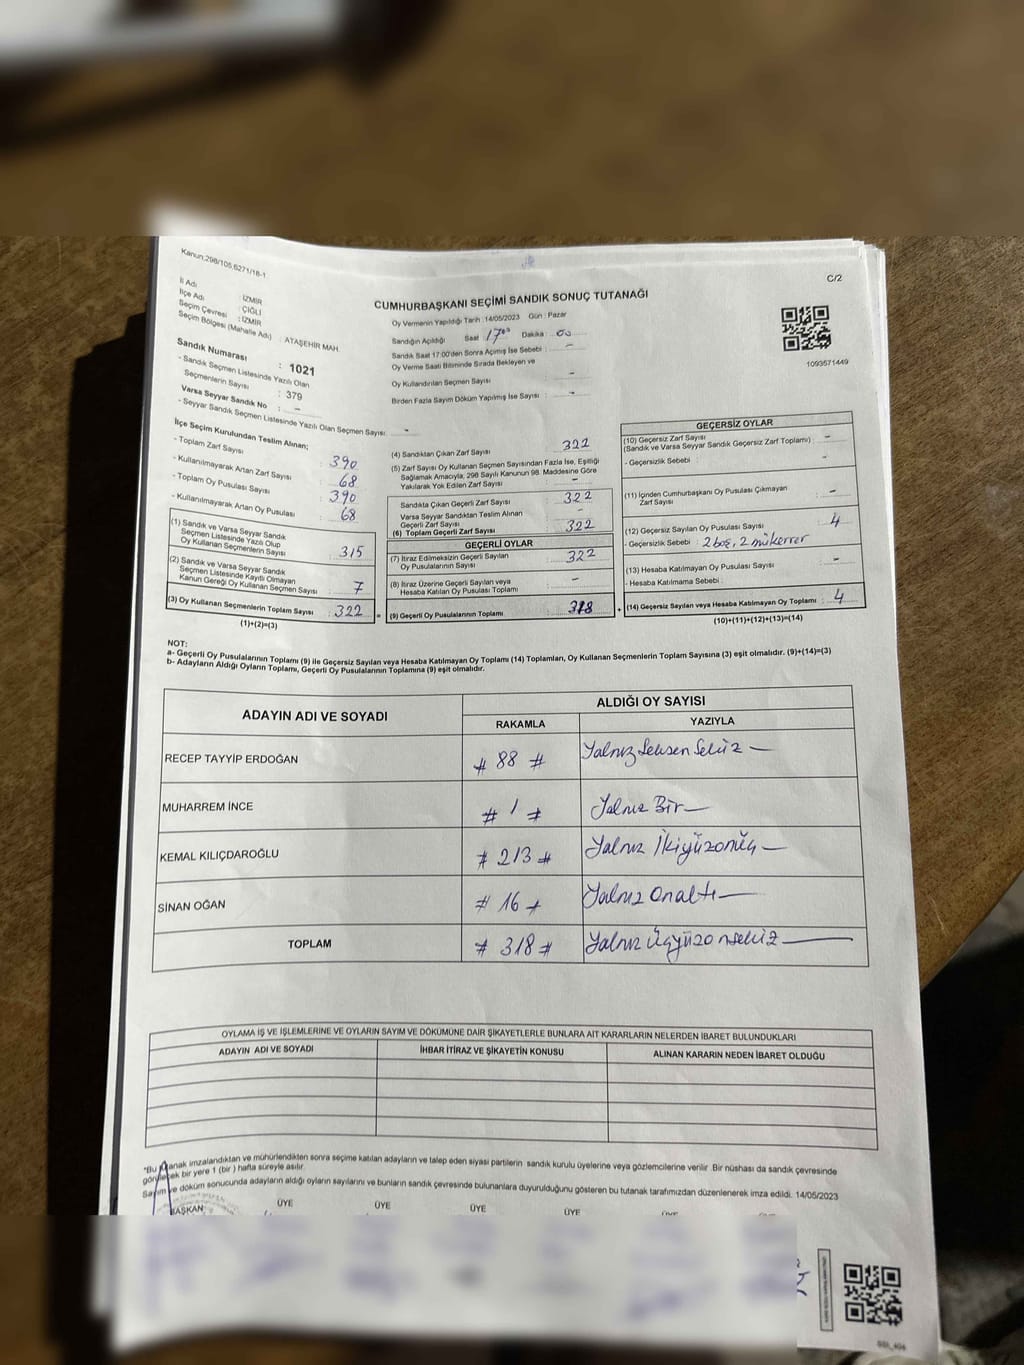 Kanun:298/105,6271/18-1
C/2
İl Adı : İZMİR
İlçe Adı : ÇİĞLİ
Seçim Çevresi : İZMİR
Seçim Bölgesi (Mahalle Adı) : ATAŞEHİR MAH.
CUMHURBAŞKANI SEÇİMİ SANDIK SONUÇ TUTANAĞI
Oy Vermenin Yapıldığı Tarih :14/05/2023 Gün : Pazar
Sandığın Açıldığı Saat : 17°° Dakika : 00
Sandık Saat 17:00'den Sonra Açılmış İse Sebebi : -
Oy Verme Saati Bitiminde Sırada Bekleyen ve
Oy Kullandırılan Seçmen Sayısı -
Birden Fazla Sayım Döküm Yapılmış İse Sayısı : -
1093571449
Sandık Numarası : 1021
- Sandık Seçmen Listesinde Yazılı Olan
Seçmenlerin Sayısı : 379
Varsa Seyyar Sandık No : -
- Seyyar Sandık Seçmen Listesinde Yazılı Olan Seçmen Sayısı: -
İlçe Seçim Kurulundan Teslim Alınan;
- Toplam Zarf Sayısı : 390
- Kullanılmayarak Artan Zarf Sayısı : 68
- Toplam Oy Pusulası Sayısı : 390
- Kullanılmayarak Artan Oy Pusulası : 68
(1) Sandık ve Varsa Seyyar Sandık
Seçmen Listesinde Yazılı Olup
Oy Kullanan Seçmenlerin Sayısı : 315
(2) Sandık ve Varsa Seyyar Sandık
Seçmen Listesinde Kayıtlı Olmayan
Kanun Gereği Oy Kullanan Seçmen Sayısı : 7
(3) Oy Kullanan Seçmenlerin Toplam Sayısı : 322
(1)+(2)=(3)
(4) Sandıktan Çıkan Zarf Sayısı : 322
(5) Zarf Sayısı Oy Kullanan Seçmen Sayısından Fazla İse, Eşitliği
Sağlamak Amacıyla, 298 Sayılı Kanunun 98. Maddesine Göre
Yakılarak Yok Edilen Zarf Sayısı : -
Sandıkta Çıkan Geçerli Zarf Sayısı : 322
Varsa Seyyar Sandıktan Teslim Alınan
Geçerli Zarf Sayısı : -
(6) Toplam Geçerli Zarf Sayısı : 322
GEÇERLİ OYLAR
(7) İtiraz Edilmeksizin Geçerli Sayılan
Oy Pusulalarının Sayısı : 322
(8) İtiraz Üzerine Geçerli Sayılan veya
Hesaba Katılan Oy Pusulası Toplamı : -
= (9) Geçerli Oy Pusulalarının Toplamı : 318 +
GEÇERSİZ OYLAR
(10) Geçersiz Zarf Sayısı : -
(Sandık ve Varsa Seyyar Sandık Geçersiz Zarf Toplamı)
- Geçersizlik Sebebi : -
(11) İçinden Cumhurbaşkanı Oy Pusulası Çıkmayan
Zarf Sayısı : -
(12) Geçersiz Sayılan Oy Pusulası Sayısı : 4
- Geçersizlik Sebebi : 2 boş, 2 mükerrer
(13) Hesaba Katılmayan Oy Pusulası Sayısı : -
- Hesaba Katılmama Sebebi :
(14) Geçersiz Sayılan veya Hesaba Katılmayan Oy Toplamı : 4
(10)+(11)+(12)+(13)=(14)
NOT:
a- Geçerli Oy Pusulalarının Toplamı (9) ile Geçersiz Sayılan veya Hesaba Katılmayan Oy Toplamı (14) Toplamları, Oy Kullanan Seçmenlerin Toplam Sayısına (3) eşit olmalıdır. (9)+(14)=(3)
b- Adayların Aldığı Oyların Toplamı, Geçerli Oy Pusulalarının Toplamına (9) eşit olmalıdır.
ADAYIN ADI VE SOYADI
ALDIĞI OY SAYISI
RAKAMLA YAZIYLA
RECEP TAYYİP ERDOĞAN # 88 # Yalnız Seksen Sekiz —
MUHARREM İNCE # 1 # Yalnız Bir —
KEMAL KILIÇDAROĞLU # 213 # Yalnız İkiyüzonüç —
SİNAN OĞAN # 16 # Yalnız Onaltı —
TOPLAM # 318 # Yalnız Üçyüzonsekiz —
OYLAMA İŞ VE İŞLEMLERİNE VE OYLARIN SAYIM VE DÖKÜMÜNE DAİR ŞİKAYETLERLE BUNLARA AİT KARARLARIN NELERDEN İBARET BULUNDUKLARI
ADAYIN ADI VE SOYADI İHBAR İTİRAZ VE ŞİKAYETİN KONUSU ALINAN KARARIN NEDEN İBARET OLDUĞU
*Bu tutanak imzalandıktan ve mühürlendikten sonra seçime katılan adayların ve talep eden siyasi partilerin sandık kurulu üyelerine veya gözlemcilerine verilir. Bir nüshası da sandık çevresinde
görülecek bir yere 1 (bir ) hafta süreyle asılır.
Sayım ve döküm sonucunda adayların aldığı oyların sayılarını ve bunların sandık çevresinde bulunanlara duyurulduğunu gösteren bu tutanak tarafımızdan düzenlenerek imza edildi. 14/05/2023
BAŞKAN ÜYE ÜYE ÜYE ÜYE